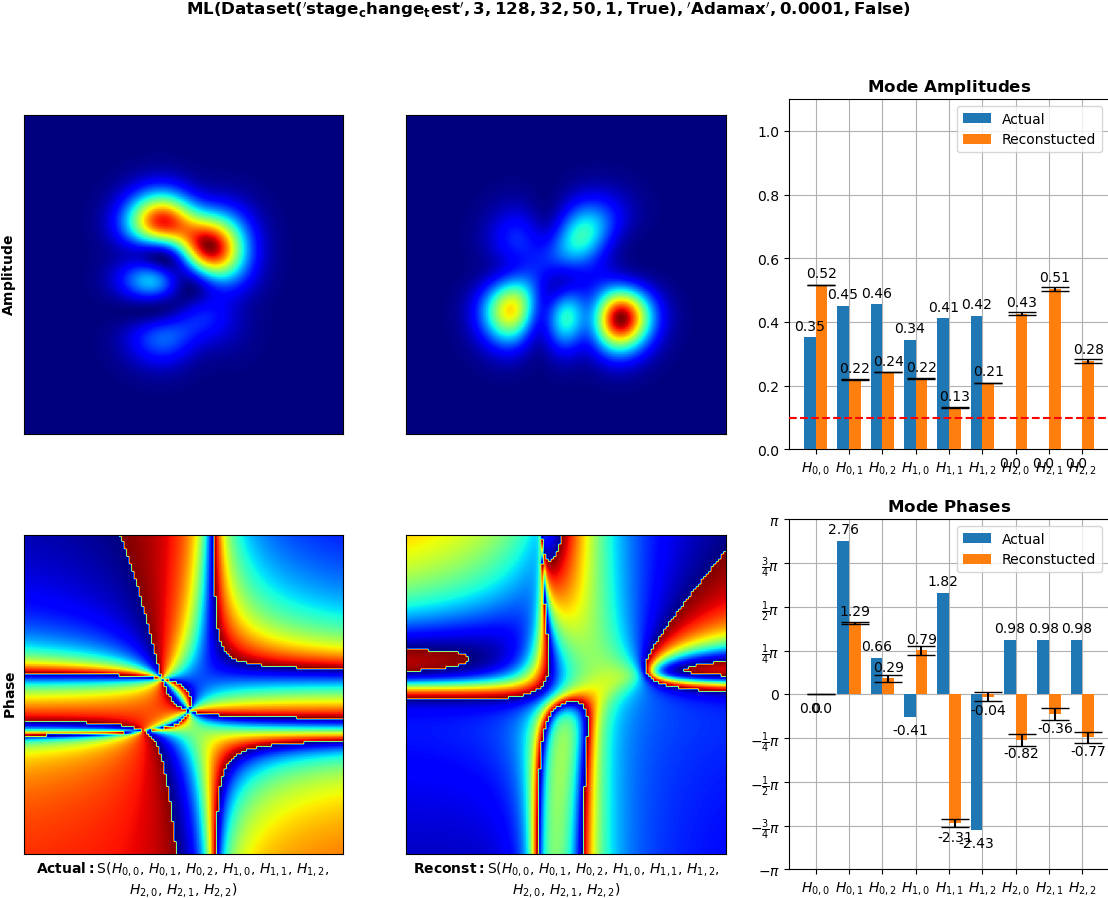 ML(Dataset('stage_change_test', 3, 128, 32, 50, 1, True), 'Adamax', 0.0001, False)
Amplitude
Mode Amplitudes
Actual
Reconstucted
1.0
0.8
0.6
0.4
0.2
0.0
0.35 0.52 0.45 0.22 0.46 0.24 0.34 0.22 0.41 0.13 0.42 0.21 0.43 0.51 0.28
0.0 0.0 0.0
H0,0 H0,1 H0,2 H1,0 H1,1 H1,2 H2,0 H2,1 H2,2
Phase
Mode Phases
Actual
Reconstucted
π
3/4π
1/2π
1/4π
0
−1/4π
−1/2π
−3/4π
−π
0.0 0.0 2.76 1.29 0.66 0.29 -0.41 0.79 1.82 -2.31 -2.43 -0.04 0.98 -0.82 0.98 -0.36 0.98 -0.77
H0,0 H0,1 H0,2 H1,0 H1,1 H1,2 H2,0 H2,1 H2,2
Actual: S(H0,0, H0,1, H0,2, H1,0, H1,1, H1,2,
H2,0, H2,1, H2,2)
Reconst: S(H0,0, H0,1, H0,2, H1,0, H1,1, H1,2,
H2,0, H2,1, H2,2)